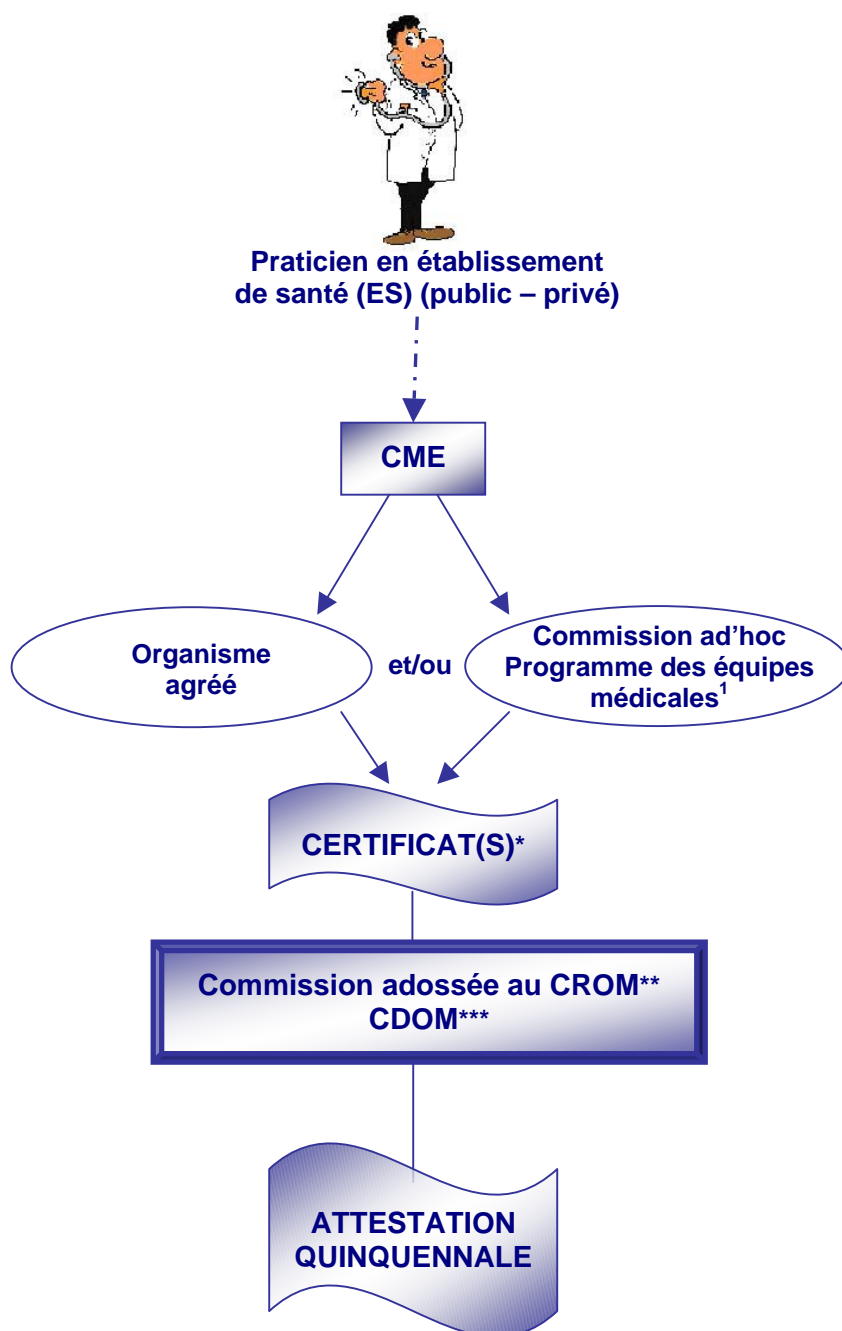 Praticien en établissement
de santé (ES) (public – privé)
CME
Organisme
agréé
et/ou
Commission ad’hoc
Programme des équipes
médicales¹
CERTIFICAT(S)*
Commission adossée au CROM**
CDOM***
ATTESTATION
QUINQUENNALE